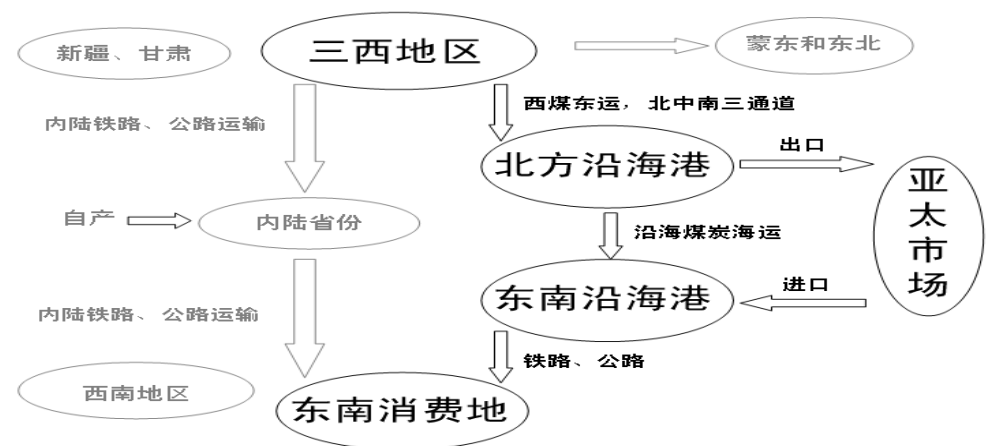 新疆、甘肃
三西地区
蒙东和东北
内陆铁路、公路运输
西煤东运，北中南三通道
北方沿海港
出口
亚太市场
自产
内陆省份
沿海煤炭海运
东南沿海港
进口
内陆铁路、公路运输
铁路、公路
西南地区
东南消费地